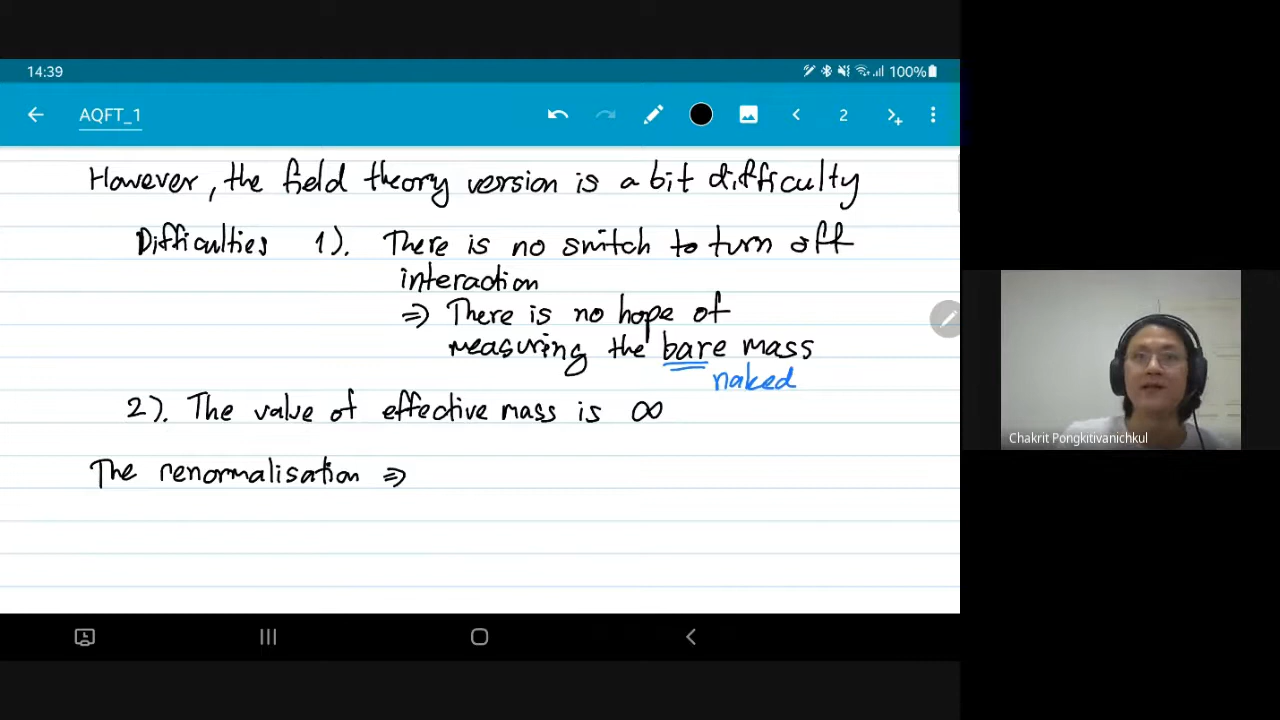 14:39
100%
AQFT_1
2
However, the field theory version is a bit difficulty
Difficulties 1). There is no switch to turn off
interaction
⇒ There is no hope of
measuring the bare mass
naked
2). The value of effective mass is ∞
The renormalisation ⇒
Chakrit Pongkitivanichkul